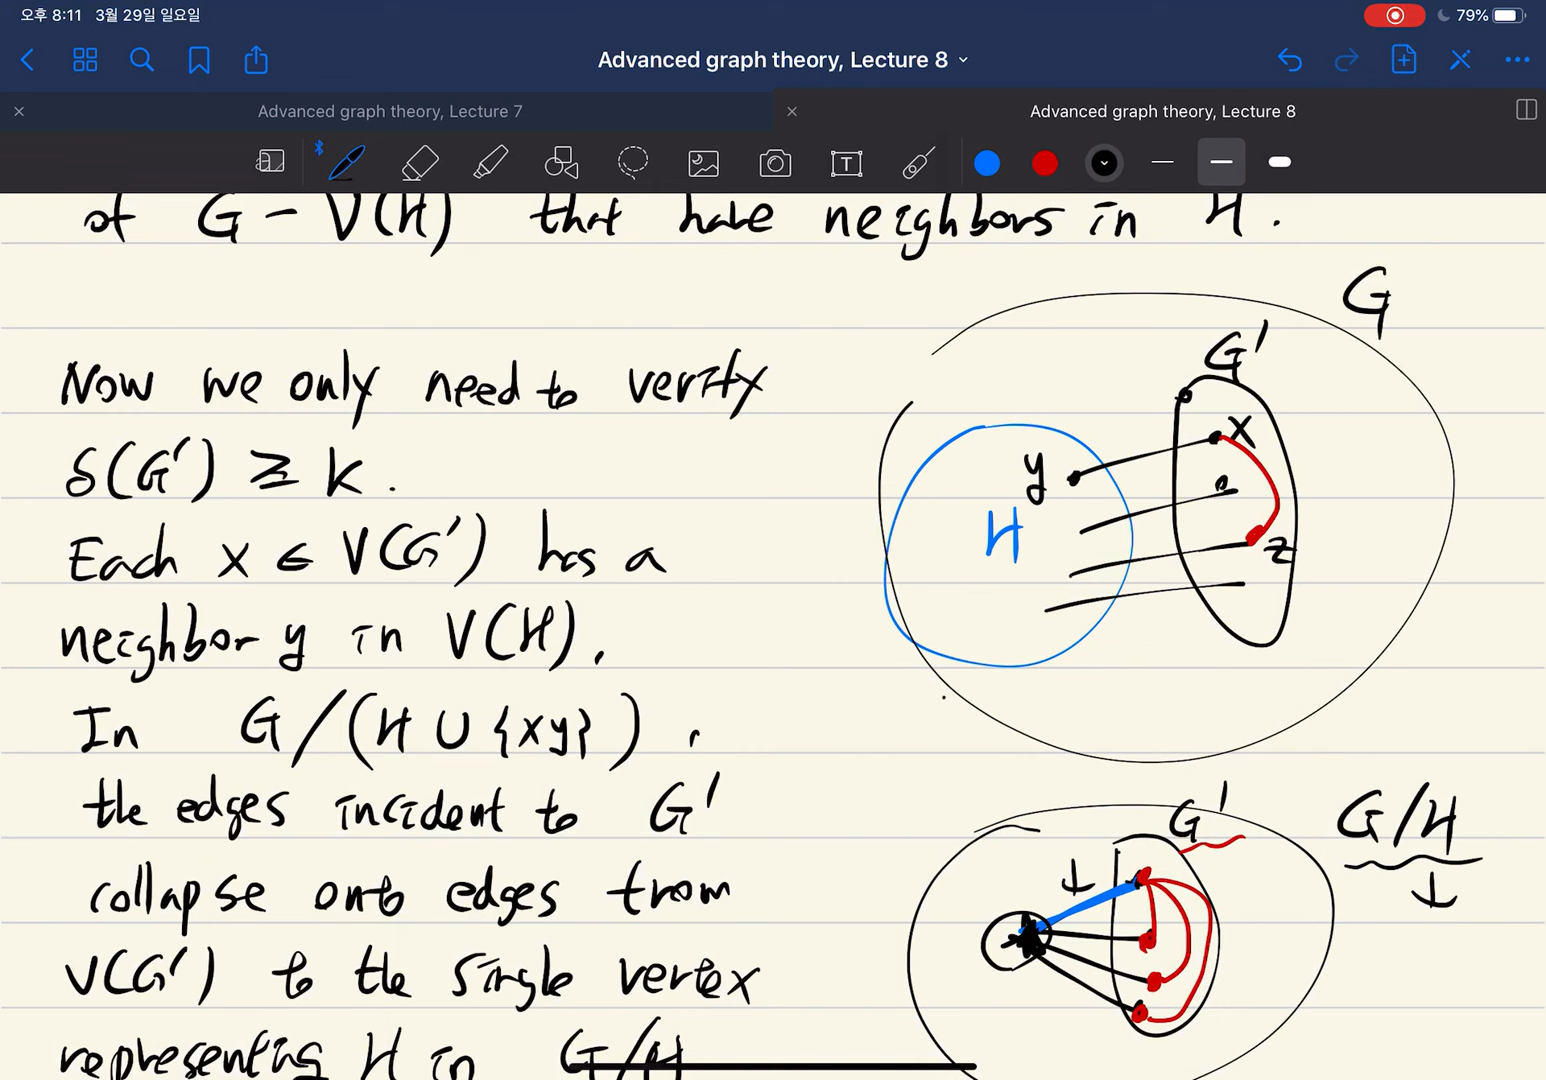 오후 8:11 3월 29일 일요일
79%
Advanced graph theory, Lecture 8
Advanced graph theory, Lecture 7
Advanced graph theory, Lecture 8
T
of G - V(H) that have neighbors in H.
G
G'
Now we only need to verify
δ(G') ≥ k.
x
y
H
z
Each x ∈ V(G') has a
neighbor y in V(H).
In G/(H ∪ {xy}),
the edges incident to G'
G'
G/H
collapse onto edges from
V(G') to the single vertex
representing H in G/H